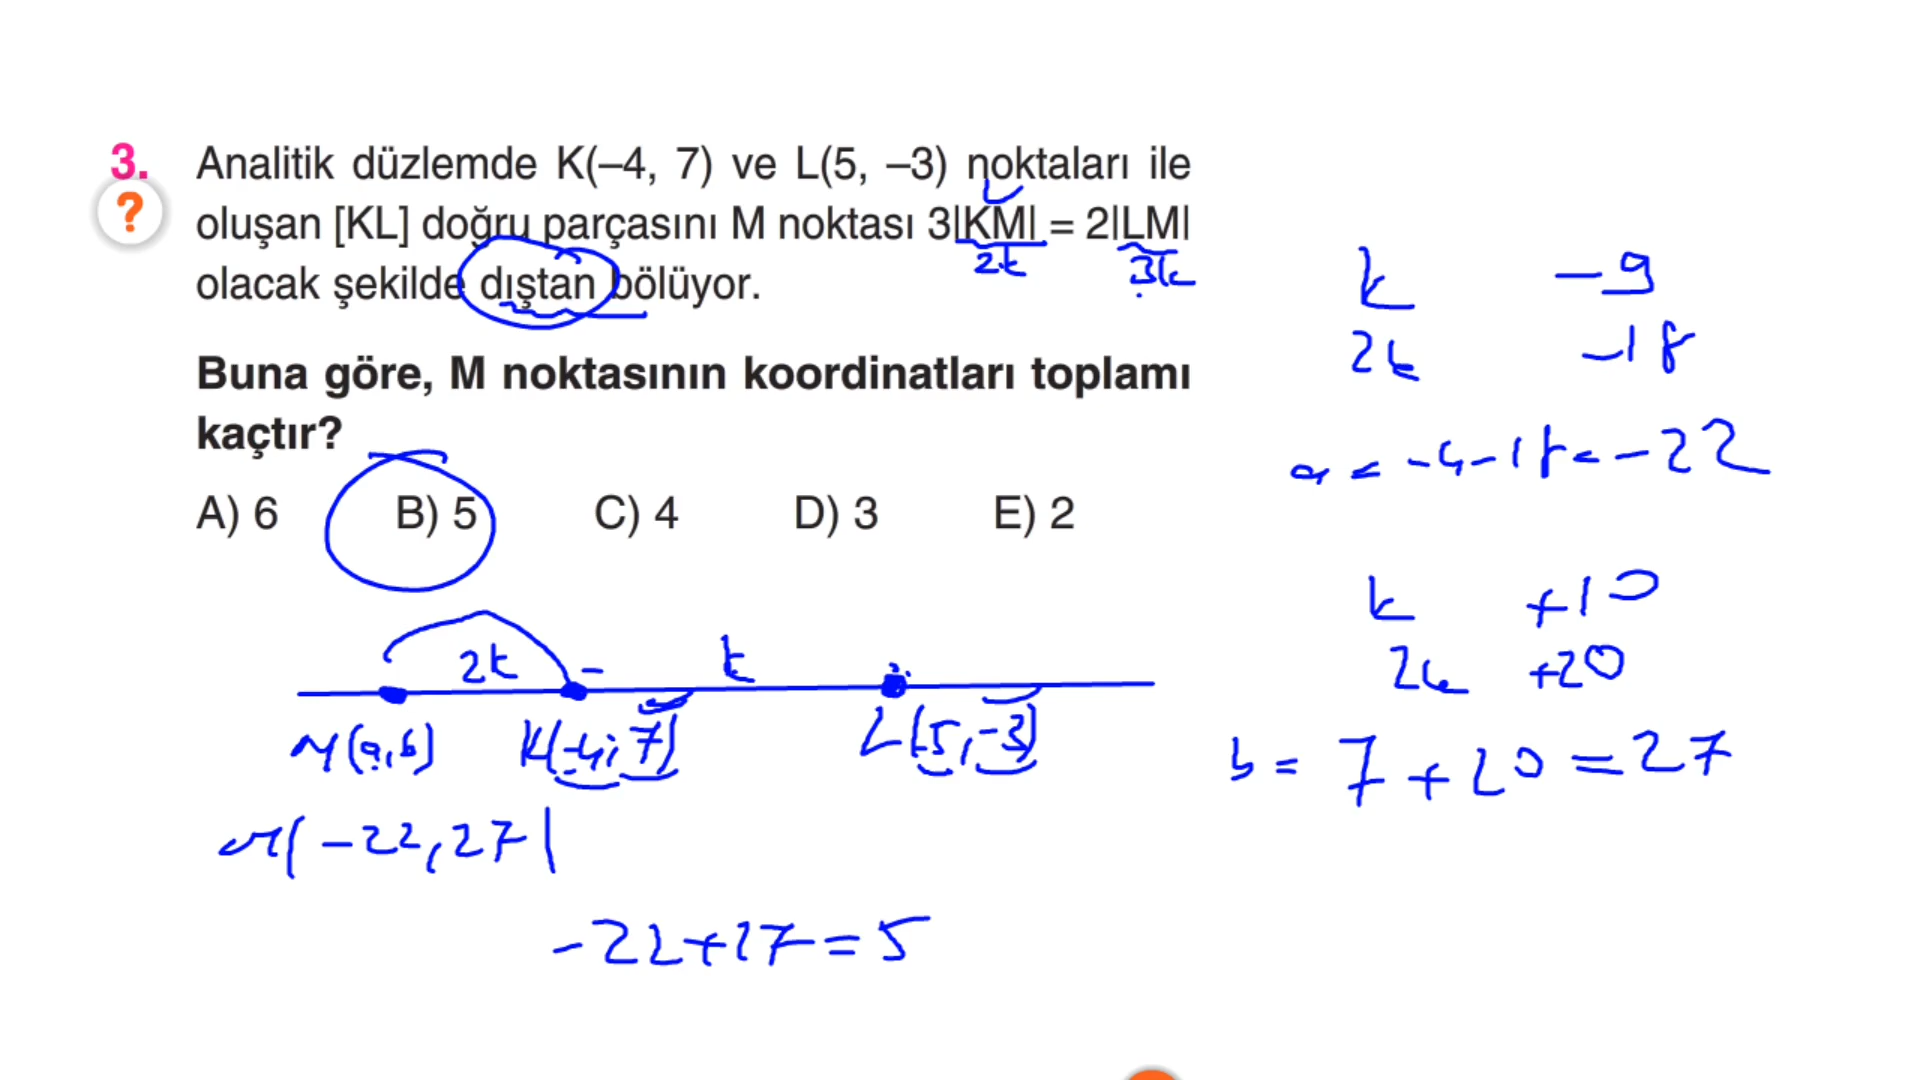 3. Analitik düzlemde K(–4, 7) ve L(5, –3) noktaları ile
? oluşan [KL] doğru parçasını M noktası 3|KM| = 2|LM|
2k 3k
olacak şekilde dıştan bölüyor.
Buna göre, M noktasının koordinatları toplamı
kaçtır?
A) 6 B) 5 C) 4 D) 3 E) 2
k -9
2k -18
a = -4-18 = -22
k +10
2k +20
b = 7+20=27
2k k
M(a,b) K(-4, 7) L(5,-3)
M(-22,27)
-22+27=5